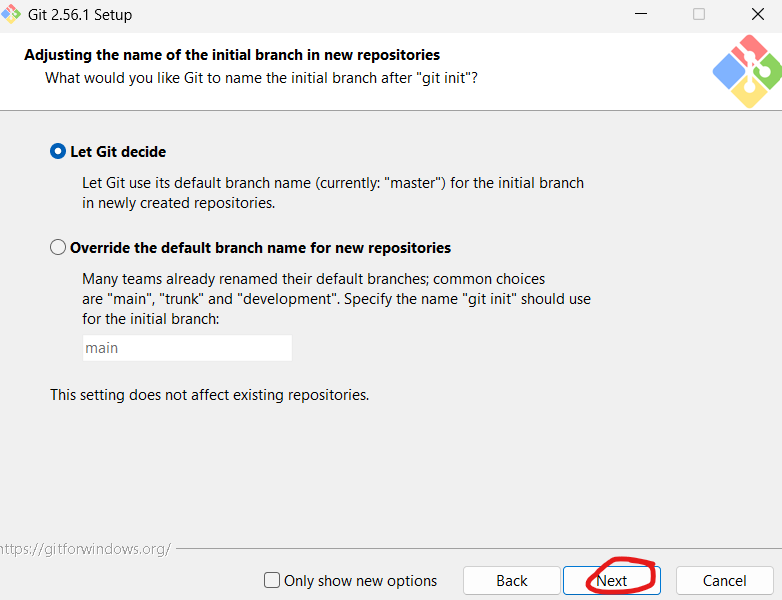 Git 2.56.1 Setup
Adjusting the name of the initial branch in new repositories
What would you like Git to name the initial branch after "git init"?
Let Git decide
Let Git use its default branch name (currently: "master") for the initial branch
in newly created repositories.
Override the default branch name for new repositories
Many teams already renamed their default branches; common choices
are "main", "trunk" and "development". Specify the name "git init" should use
for the initial branch:
main
This setting does not affect existing repositories.
https://gitforwindows.org/
Only show new options
Back
Next
Cancel